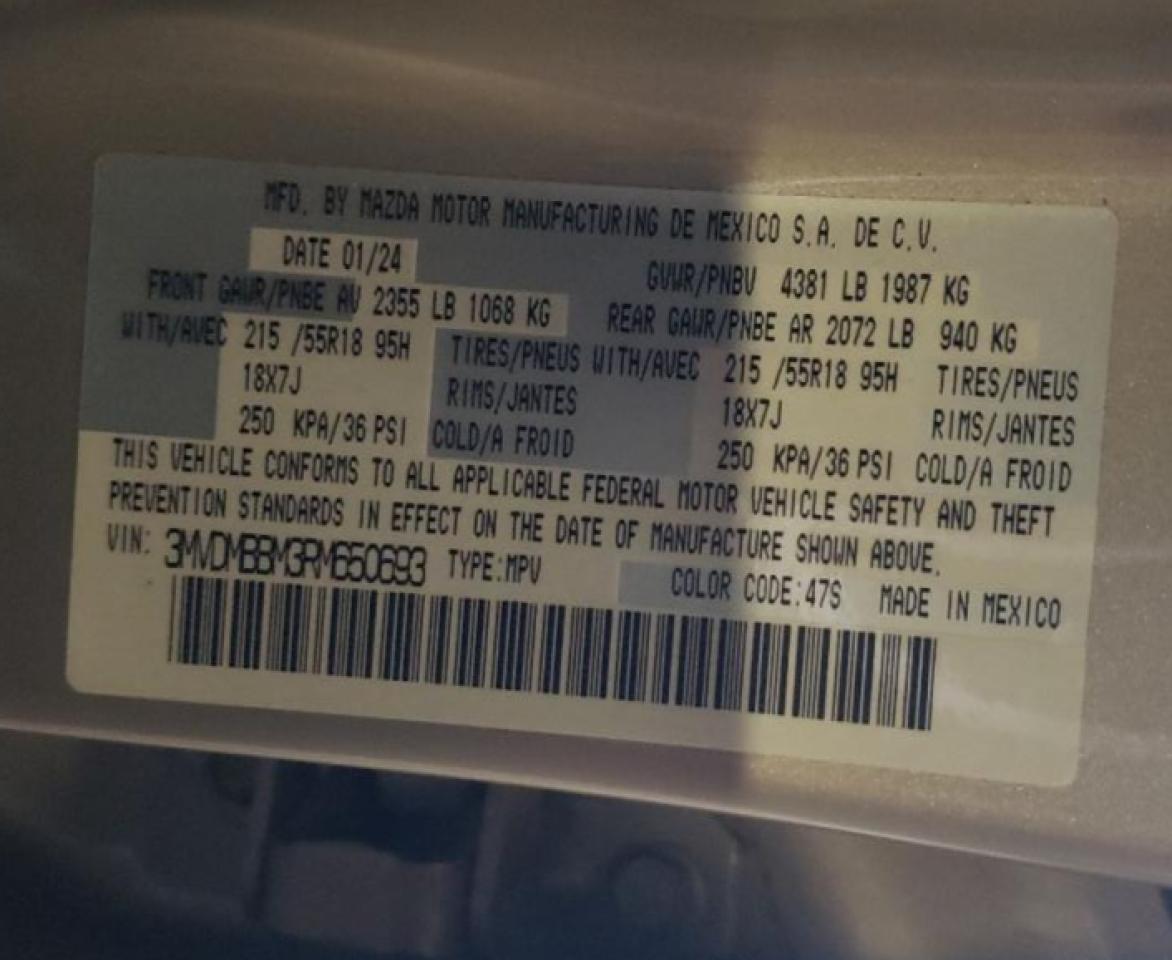 MFD. BY MAZDA MOTOR MANUFACTURING DE MEXICO S.A. DE C.V.
DATE 01/24 GVWR/PNBV 4381 LB 1987 KG
FRONT GAWR/PNBE AV 2355 LB 1068 KG REAR GAWR/PNBE AR 2072 LB 940 KG
WITH/AVEC 215 /55R18 95H TIRES/PNEUS WITH/AVEC 215 /55R18 95H TIRES/PNEUS
18X7J RIMS/JANTES 18X7J RIMS/JANTES
250 KPA/36 PSI COLD/A FROID 250 KPA/36 PSI COLD/A FROID
THIS VEHICLE CONFORMS TO ALL APPLICABLE FEDERAL MOTOR VEHICLE SAFETY AND THEFT
PREVENTION STANDARDS IN EFFECT ON THE DATE OF MANUFACTURE SHOWN ABOVE.
VIN: 3MVDMBBM3RM650693 TYPE:MPV COLOR CODE:47S MADE IN MEXICO